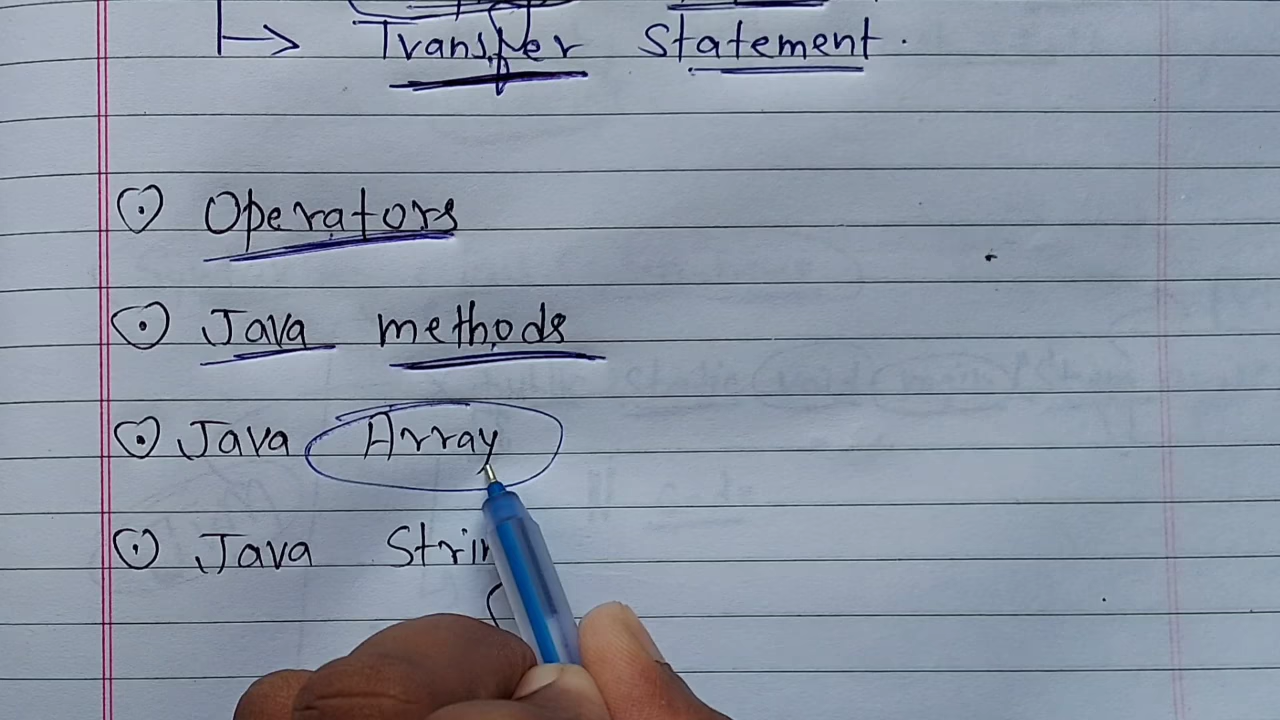 Transfer Statement.
Operators
Java methods
Java Array
Java